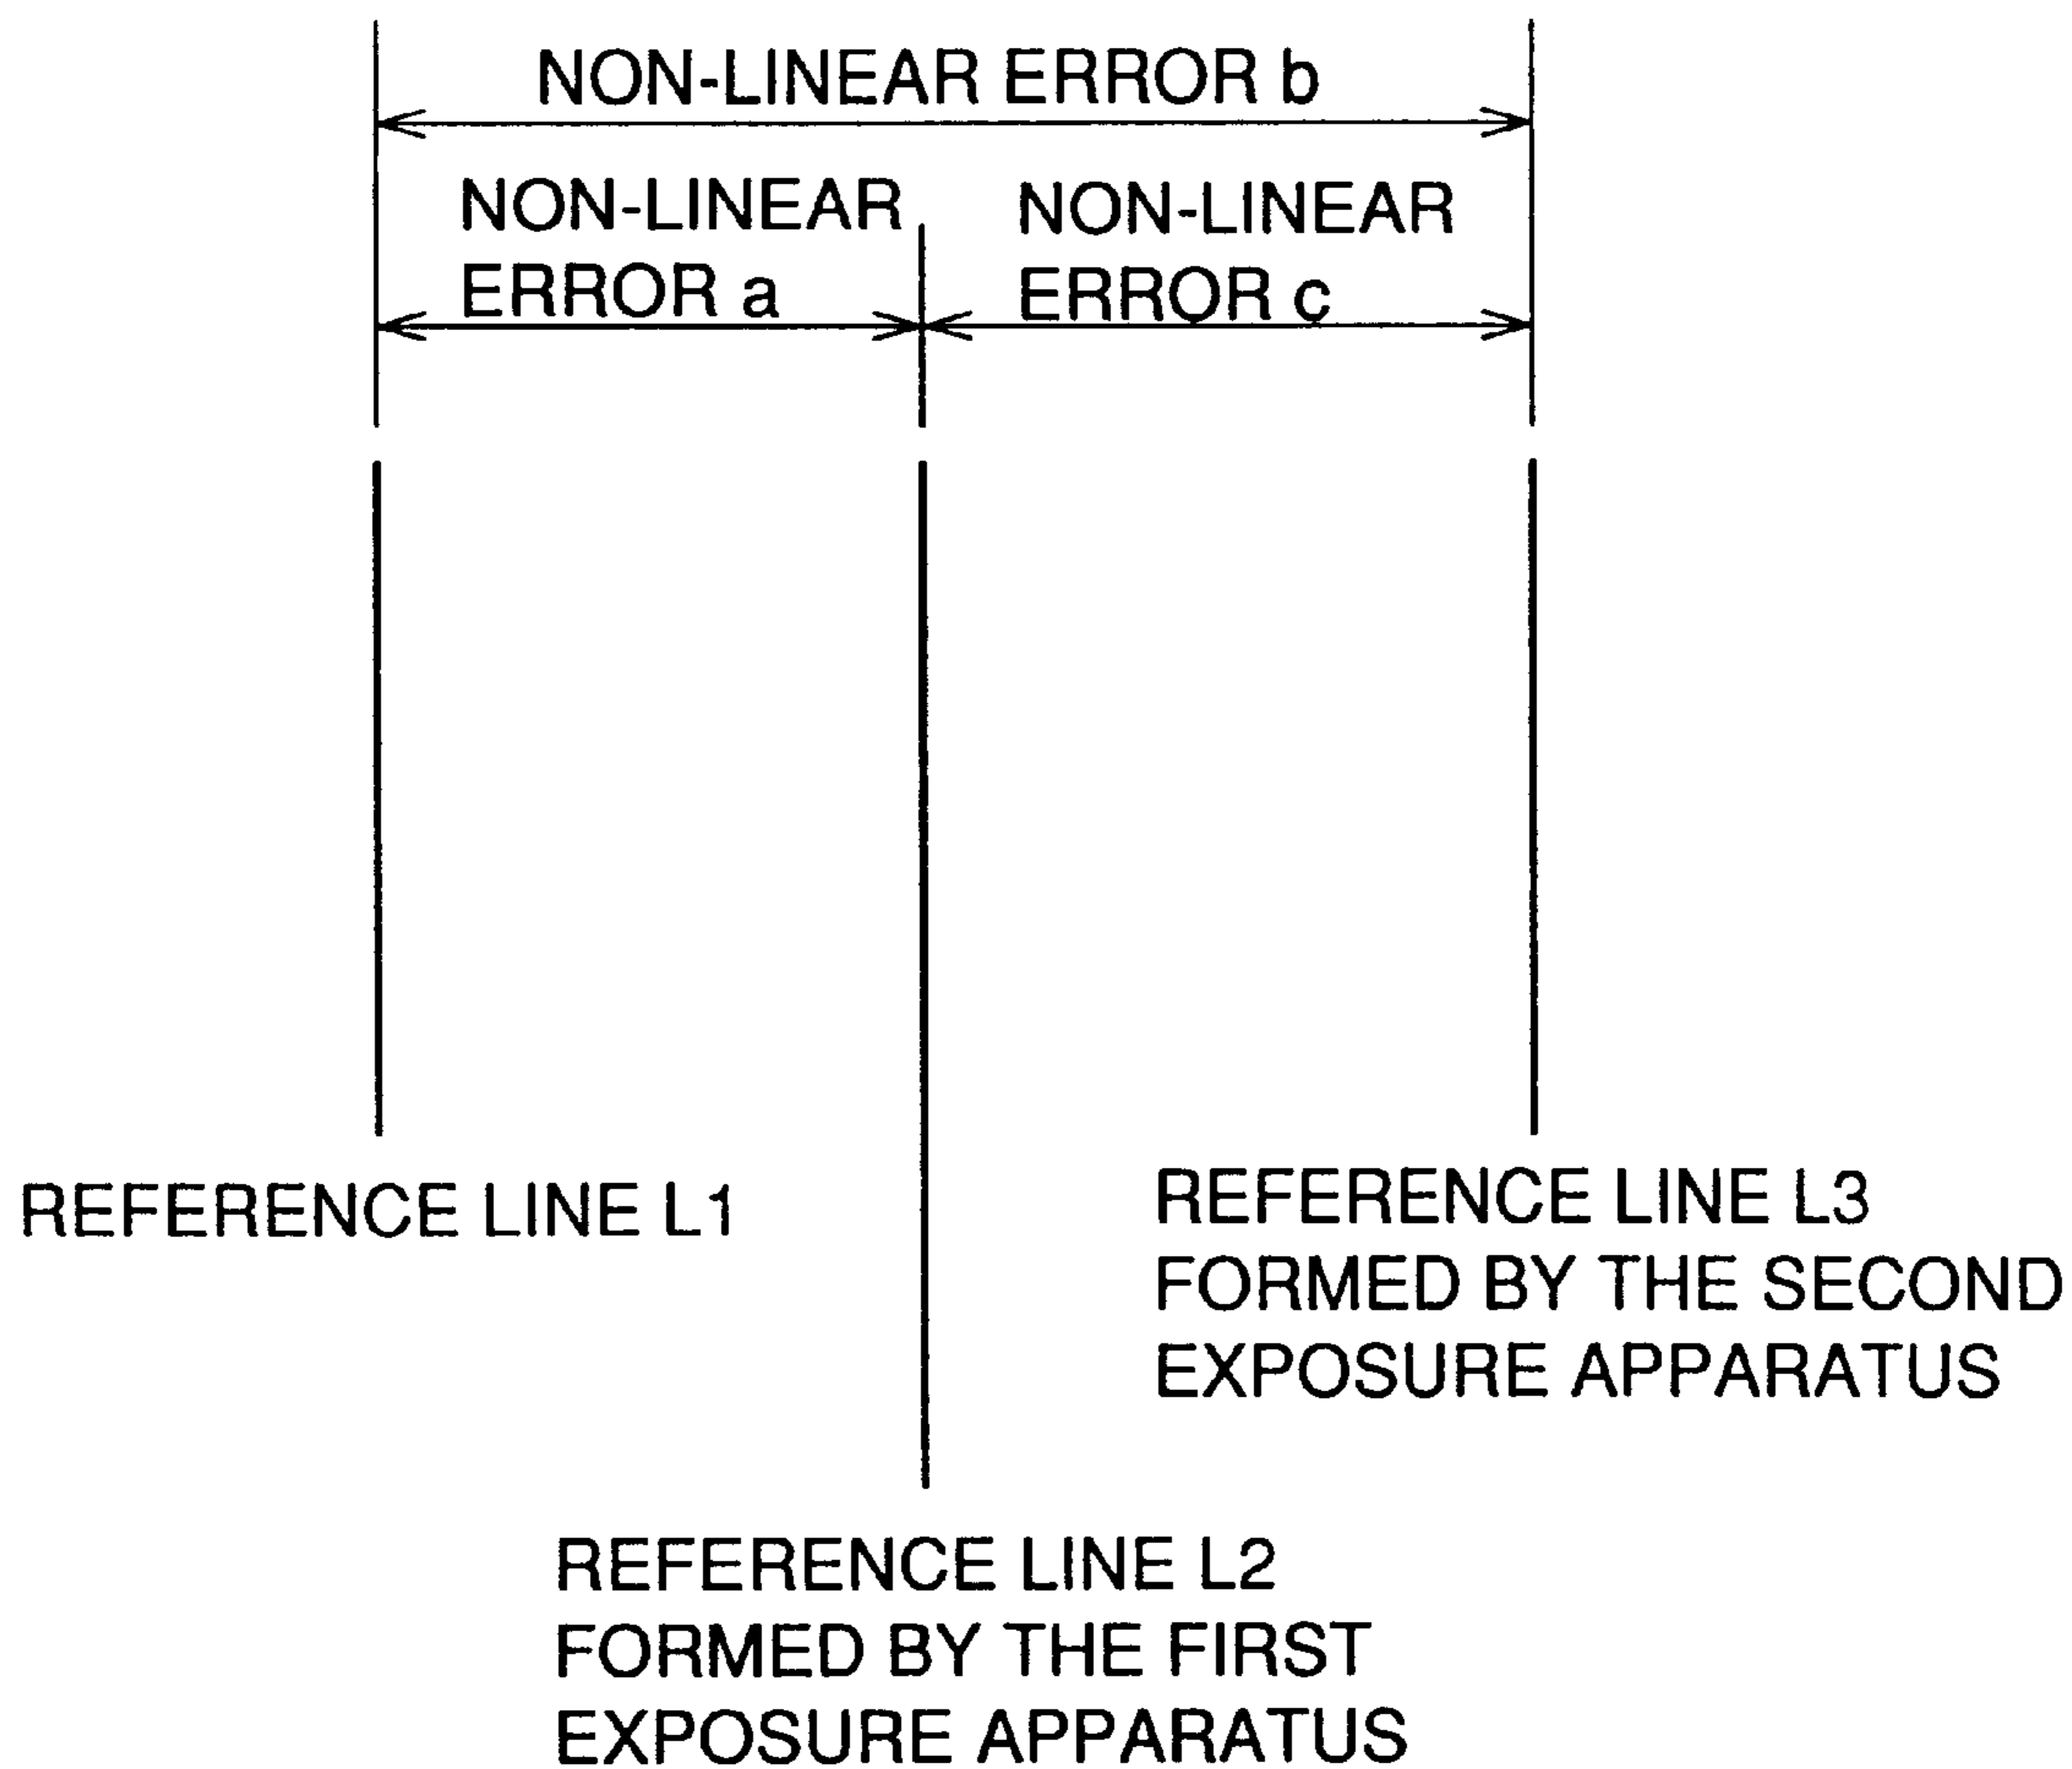 NON-LINEAR ERROR b
NON-LINEAR
ERROR a
NON-LINEAR
ERROR c
REFERENCE LINE L1
REFERENCE LINE L3
FORMED BY THE SECOND
EXPOSURE APPARATUS
REFERENCE LINE L2
FORMED BY THE FIRST
EXPOSURE APPARATUS